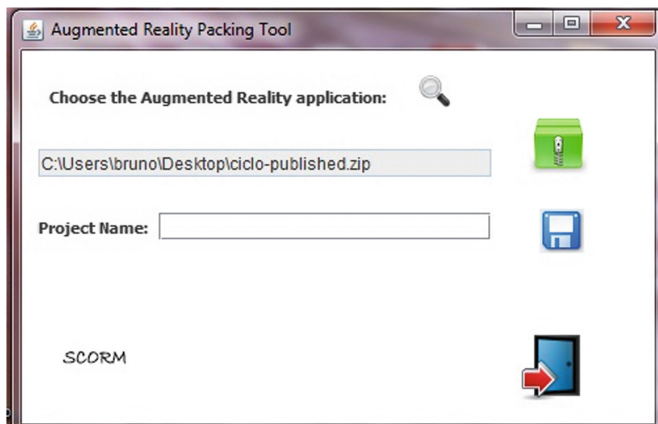 Augmented Reality Packing Tool
Choose the Augmented Reality application:
C:\Users\bruno\Desktop\ciclo-published.zip
Project Name:
SCORM